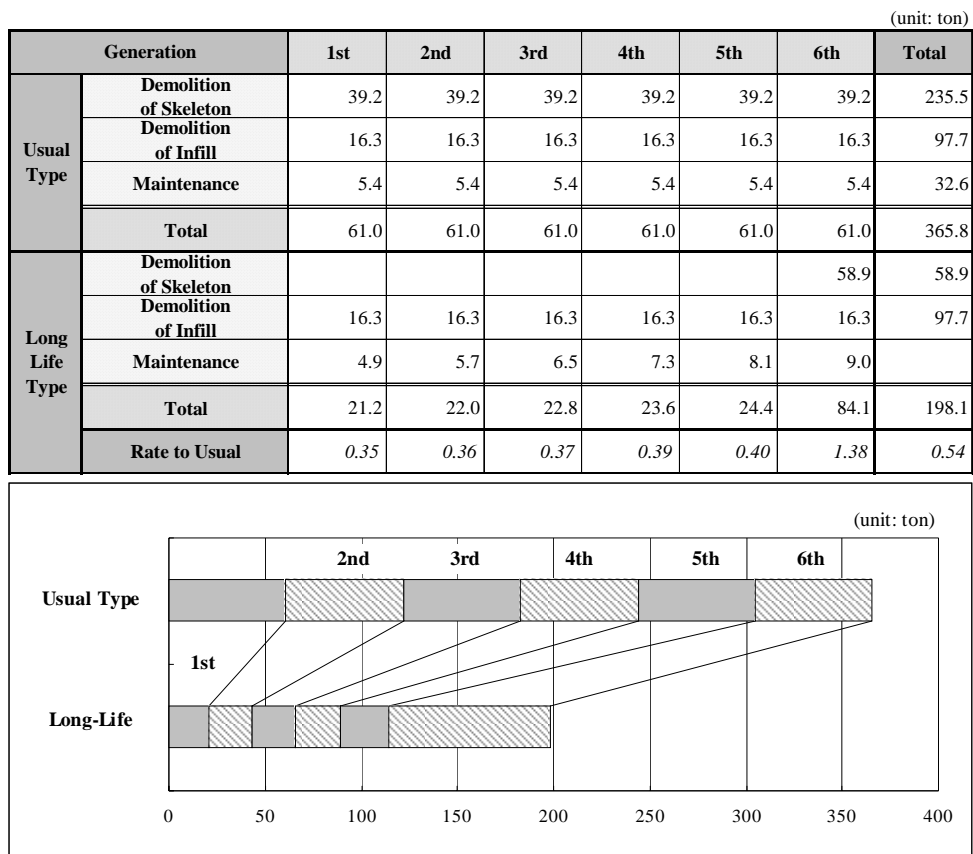 (unit: ton)
Generation 1st 2nd 3rd 4th 5th 6th Total
Usual Type
Demolition of Skeleton 39.2 39.2 39.2 39.2 39.2 39.2 235.5
Demolition of Infill 16.3 16.3 16.3 16.3 16.3 16.3 97.7
Maintenance 5.4 5.4 5.4 5.4 5.4 5.4 32.6
Total 61.0 61.0 61.0 61.0 61.0 61.0 365.8
Long Life Type
Demolition of Skeleton 58.9 58.9
Demolition of Infill 16.3 16.3 16.3 16.3 16.3 16.3 97.7
Maintenance 4.9 5.7 6.5 7.3 8.1 9.0
Total 21.2 22.0 22.8 23.6 24.4 84.1 198.1
Rate to Usual 0.35 0.36 0.37 0.39 0.40 1.38 0.54
(unit: ton)
2nd 3rd 4th 5th 6th
Usual Type
1st
Long-Life
0 50 100 150 200 250 300 350 400